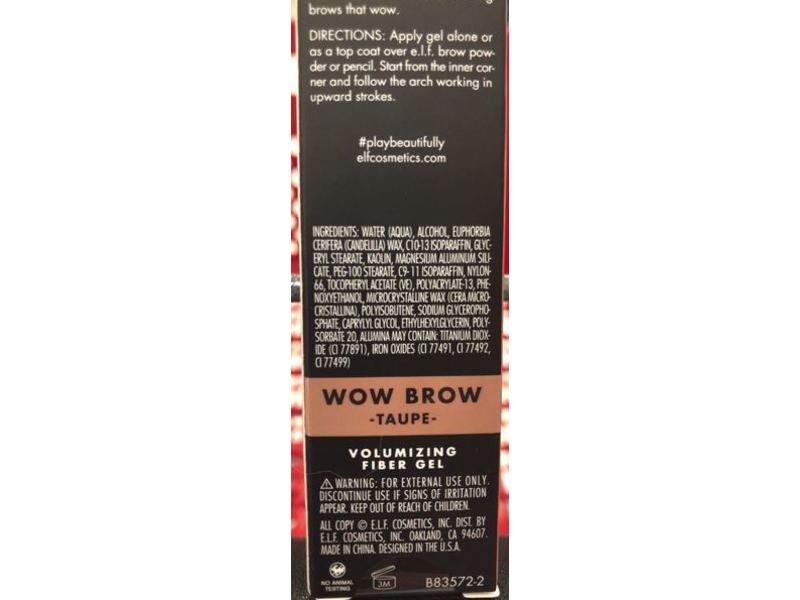 brows that wow.
DIRECTIONS: Apply gel alone or
as a top coat over e.l.f. brow pow-
der or pencil. Start from the inner cor-
ner and follow the arch working in
upward strokes.
#playbeautifully
elfcosmetics.com
INGREDIENTS: WATER (AQUA), ALCOHOL, EUPHORBIA
CERIFERA (CANDELILLA) WAX, C10-13 ISOPARAFFIN, GLYC-
ERYL STEARATE, KAOLIN, MAGNESIUM ALUMINUM SILI-
CATE, PEG-100 STEARATE, C9-11 ISOPARAFFIN, NYLON-
66, TOCOPHERYL ACETATE (VE), POLYACRYLATE-13, PHE-
NOXYETHANOL, MICROCRYSTALLINE WAX (CERA MICRO-
CRISTALLINA), POLYISOBUTENE, SODIUM GLYCEROPHO-
SPHATE, CAPRYLYL GLYCOL, ETHYLHEXYLGLYCERIN, POLY-
SORBATE 20, ALUMINA MAY CONTAIN: TITANIUM DIOX-
IDE (CI 77891), IRON OXIDES (CI 77491, CI 77492,
CI 77499)
WOW BROW
-TAUPE-
VOLUMIZING
FIBER GEL
⚠ WARNING: FOR EXTERNAL USE ONLY.
DISCONTINUE USE IF SIGNS OF IRRITATION
APPEAR. KEEP OUT OF REACH OF CHILDREN.
ALL COPY © E.L.F. COSMETICS, INC. DIST. BY
E.L.F. COSMETICS, INC. OAKLAND, CA 94607.
MADE IN CHINA. DESIGNED IN THE U.S.A.
NO ANIMAL
TESTING
3M
B83572-2